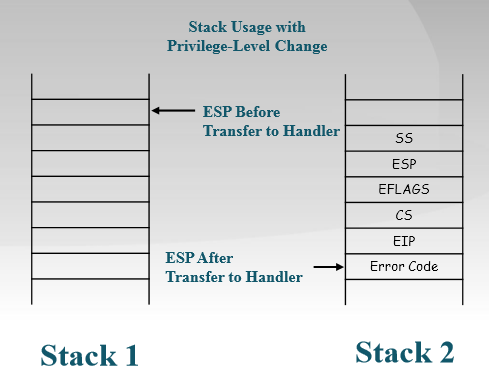 Stack Usage with
Privilege-Level Change
ESP Before
Transfer to Handler
SS
ESP
EFLAGS
CS
EIP
Error Code
ESP After
Transfer to Handler
Stack 1
Stack 2